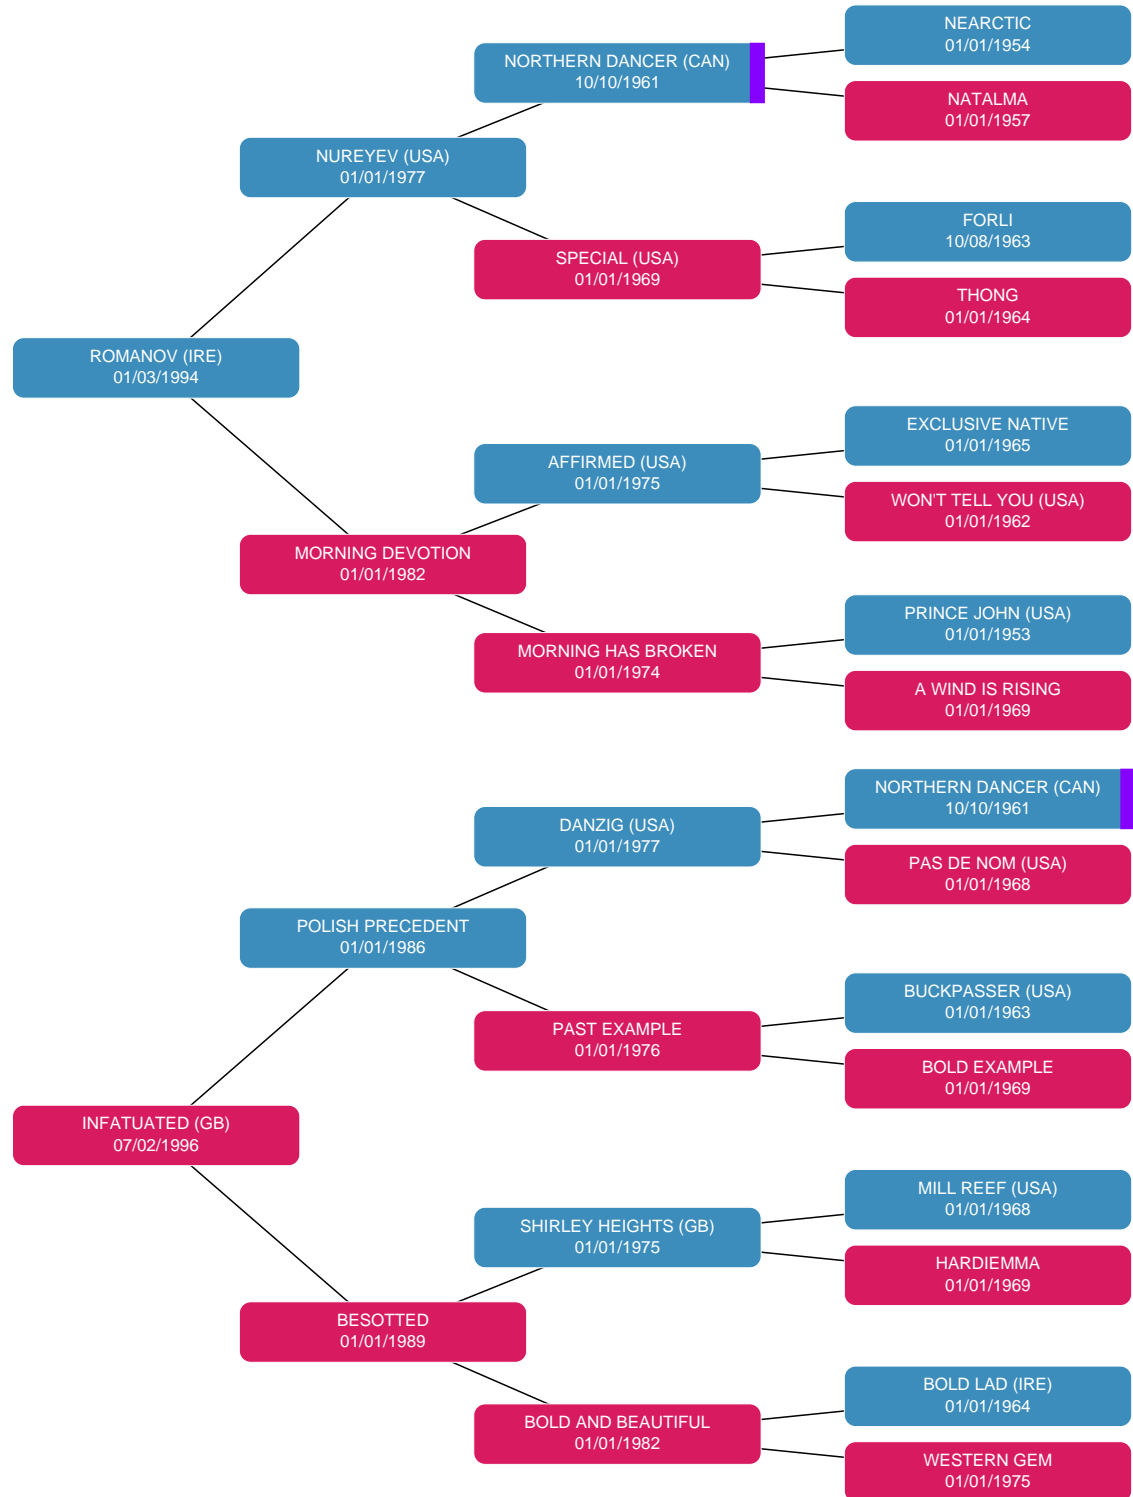 NEARCTIC
01/01/1954
NORTHERN DANCER (CAN)
10/10/1961
NATALMA
01/01/1957
NUREYEV (USA)
01/01/1977
FORLI
10/08/1963
SPECIAL (USA)
01/01/1969
THONG
01/01/1964
ROMANOV (IRE)
01/03/1994
EXCLUSIVE NATIVE
01/01/1965
AFFIRMED (USA)
01/01/1975
WON'T TELL YOU (USA)
01/01/1962
MORNING DEVOTION
01/01/1982
PRINCE JOHN (USA)
01/01/1953
MORNING HAS BROKEN
01/01/1974
A WIND IS RISING
01/01/1969
NORTHERN DANCER (CAN)
10/10/1961
DANZIG (USA)
01/01/1977
PAS DE NOM (USA)
01/01/1968
POLISH PRECEDENT
01/01/1986
BUCKPASSER (USA)
01/01/1963
PAST EXAMPLE
01/01/1976
BOLD EXAMPLE
01/01/1969
INFATUATED (GB)
07/02/1996
MILL REEF (USA)
01/01/1968
SHIRLEY HEIGHTS (GB)
01/01/1975
HARDIEMMA
01/01/1969
BESOTTED
01/01/1989
BOLD LAD (IRE)
01/01/1964
BOLD AND BEAUTIFUL
01/01/1982
WESTERN GEM
01/01/1975